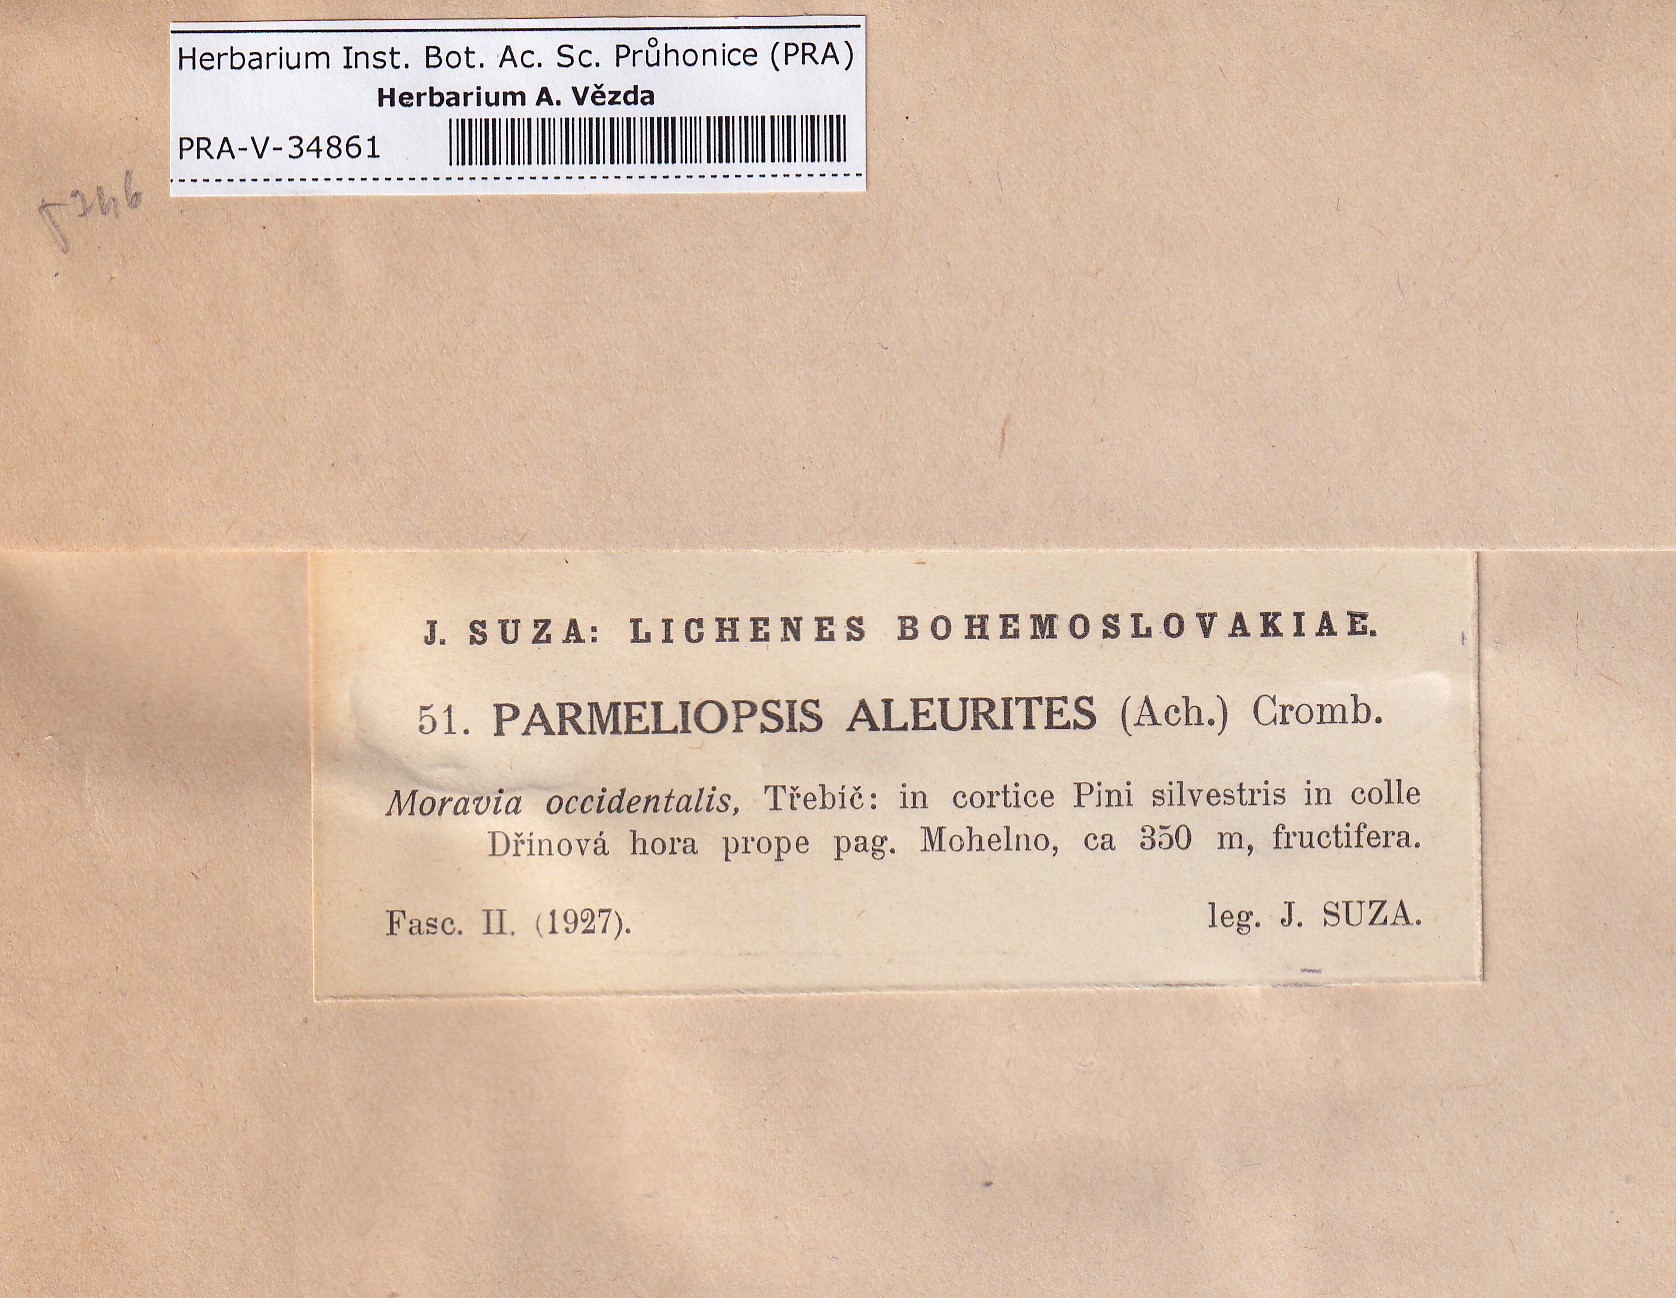 Herbarium Inst. Bot. Ac. Sc. Průhonice (PRA)
Herbarium A. Vězda
PRA-V-34861
J. SUZA: LICHENES BOHEMOSLOVAKIAE.
51. PARMELIOPSIS ALEURITES (Ach.) Cromb.
Moravia occidentalis, Třebíč: in cortice Pini silvestris in colle
Dřínová hora prope pag. Mohelno, ca 350 m, fructifera.
Fasc. II. (1927).
leg. J. SUZA.